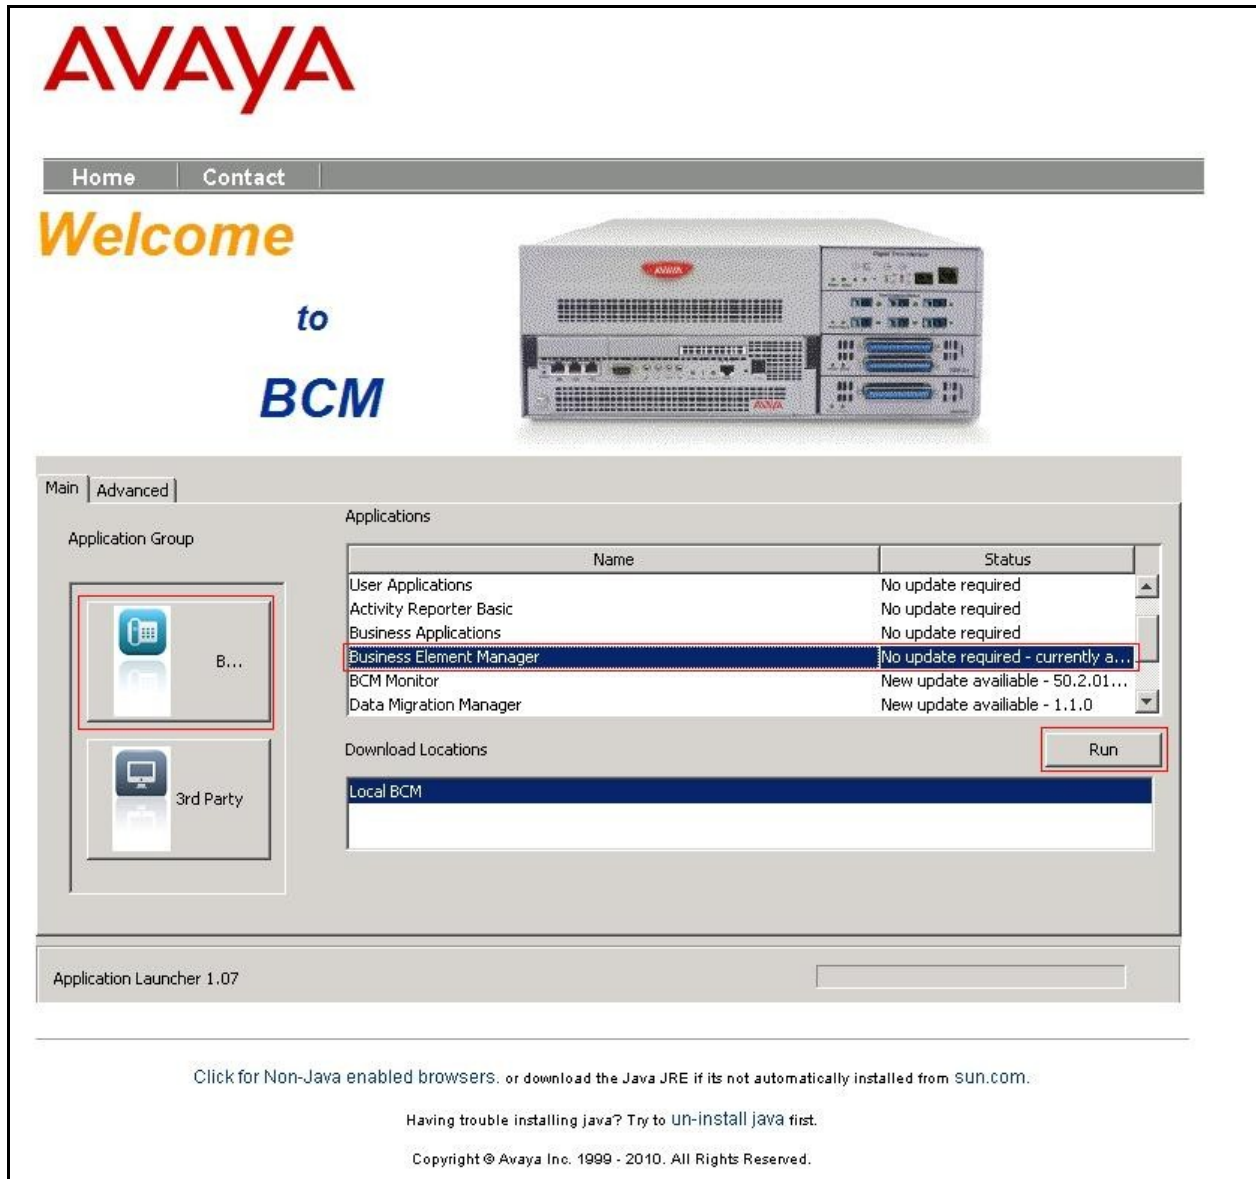 AVAYA
Home Contact
Welcome
to
BCM
AVAYA
AVAYA
Main Advanced
Application Group
Applications
Name Status
User Applications No update required
Activity Reporter Basic No update required
Business Applications No update required
Business Element Manager No update required - currently a...
BCM Monitor New update availiable - 50.2.01...
Data Migration Manager New update availiable - 1.1.0
B...
3rd Party
Download Locations
Run
Local BCM
Application Launcher 1.07
Click for Non-Java enabled browsers. or download the Java JRE if its not automatically installed from sun.com.
Having trouble installing java? Try to un-install java first.
Copyright © Avaya Inc. 1999 - 2010. All Rights Reserved.